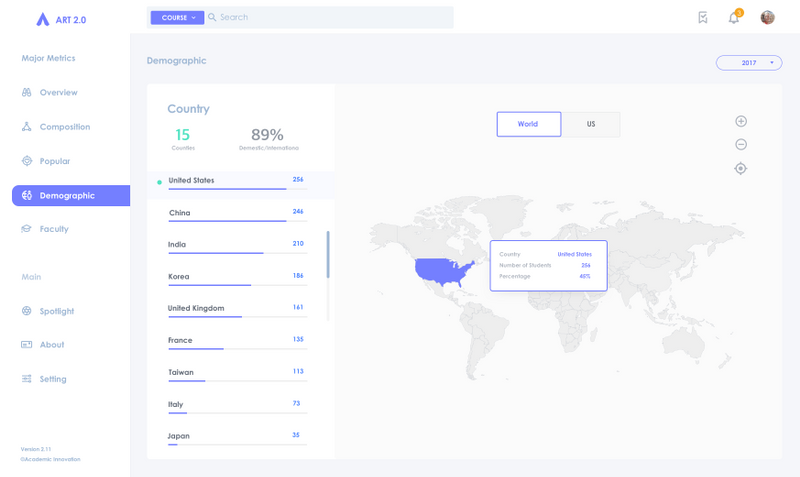 ART 2.0
COURSE
Search
3
Major Metrics
Overview
Composition
Popular
Demographic
Faculty
Main
Spotlight
About
Setting
Version 2.11
©Academic Innovation
Demographic
2017
Country
15
Counties
89%
Domestic/Internationa
United States 256
China 246
India 210
Korea 186
United Kingdom 161
France 135
Taiwan 113
Italy 73
Japan 35
World
US
Country United States
Number of Students 256
Percentage 40%